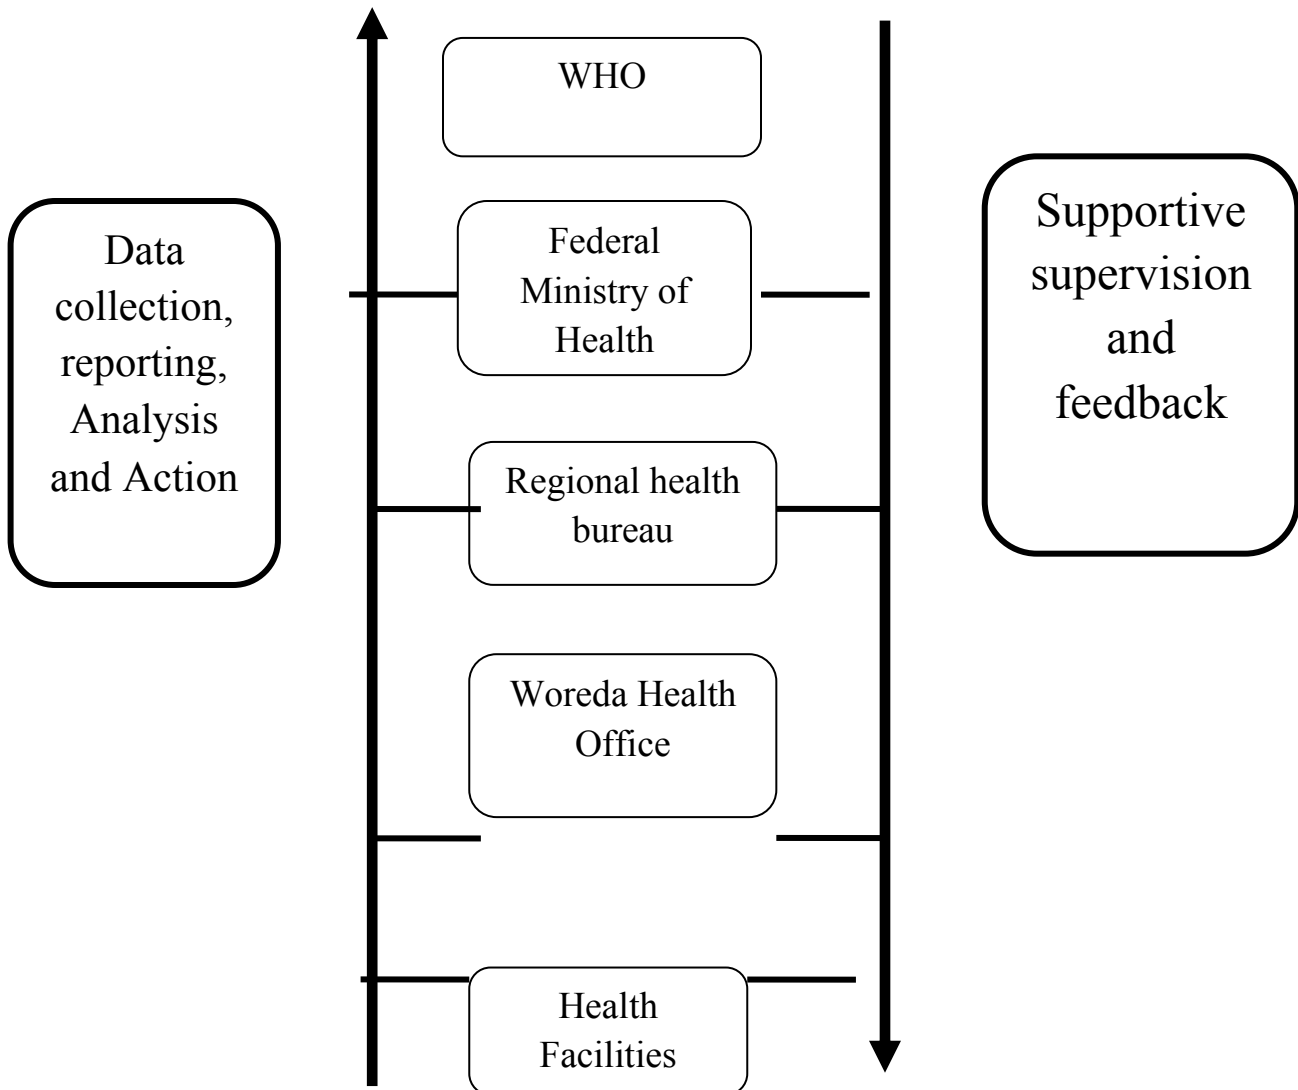 WHO
Federal
Ministry of
Health
Data
collection,
reporting,
Analysis
and Action
Supportive
supervision
and
feedback
Regional health
bureau
Woreda Health
Office
Health
Facilities